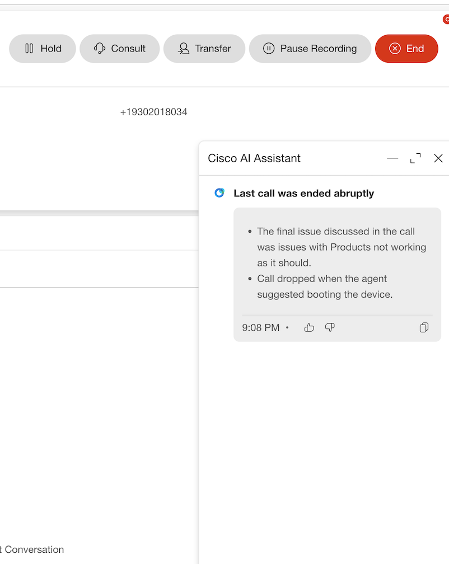 Hold Consult Transfer Pause Recording End
+19302018034
Cisco AI Assistant
Last call was ended abruptly
• The final issue discussed in the call
was issues with Products not working
as it should.
• Call dropped when the agent
suggested booting the device.
9:08 PM •
t Conversation